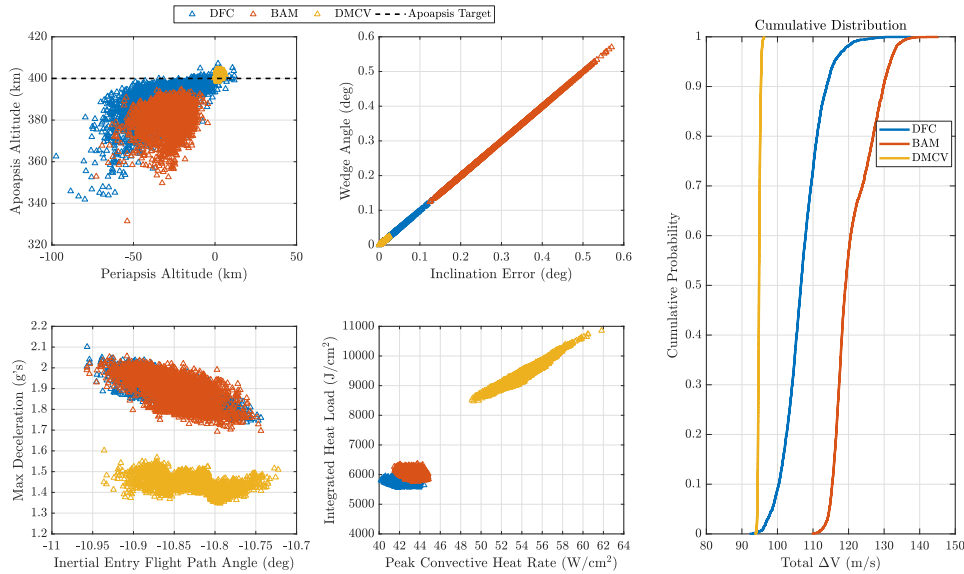 DFC BAM DMCV Apoapsis Target
Apoapsis Altitude (km)
420
400
380
360
340
320
-100 -50 0 50
Periapsis Altitude (km)
Wedge Angle (deg)
0.6
0.5
0.4
0.3
0.2
0.1
0
0 0.1 0.2 0.3 0.4 0.5 0.6
Inclination Error (deg)
Max Deceleration (g's)
2.2
2.1
2
1.9
1.8
1.7
1.6
1.5
1.4
1.3
1.2
-11 -10.95 -10.9 -10.85 -10.8 -10.75 -10.7
Inertial Entry Flight Path Angle (deg)
Integrated Heat Load (J/cm²)
11000
10000
9000
8000
7000
6000
5000
4000
40 42 44 46 48 50 52 54 56 58 60 62 64
Peak Convective Heat Rate (W/cm²)
Cumulative Distribution
Cumulative Probability
1
0.9
0.8
0.7
0.6
0.5
0.4
0.3
0.2
0.1
0
DFC
BAM
DMCV
80 90 100 110 120 130 140 150
Total ΔV (m/s)